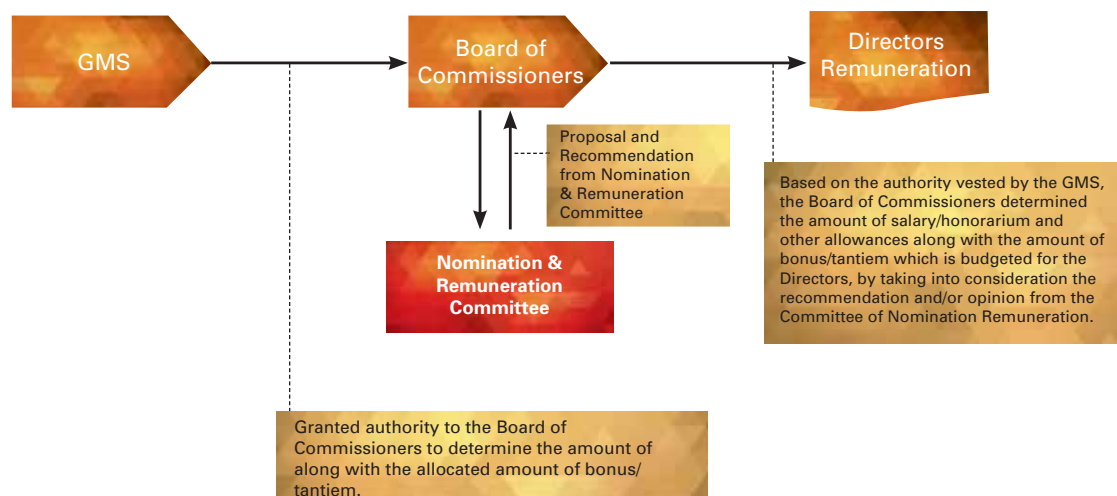 GMS
Board of
Commissioners
Directors
Remuneration
Proposal and
Recommendation
from Nomination
& Remuneration
Committee
Based on the authority vested by the GMS,
the Board of Commissioners determined
the amount of salary/honorarium and
other allowances along with the amount of
bonus/tantiem which is budgeted for the
Directors, by taking into consideration the
recommendation and/or opinion from the
Committee of Nomination Remuneration.
Nomination &
Remuneration
Committee
Granted authority to the Board of
Commissioners to determine the amount of
along with the allocated amount of bonus/
tantiem.